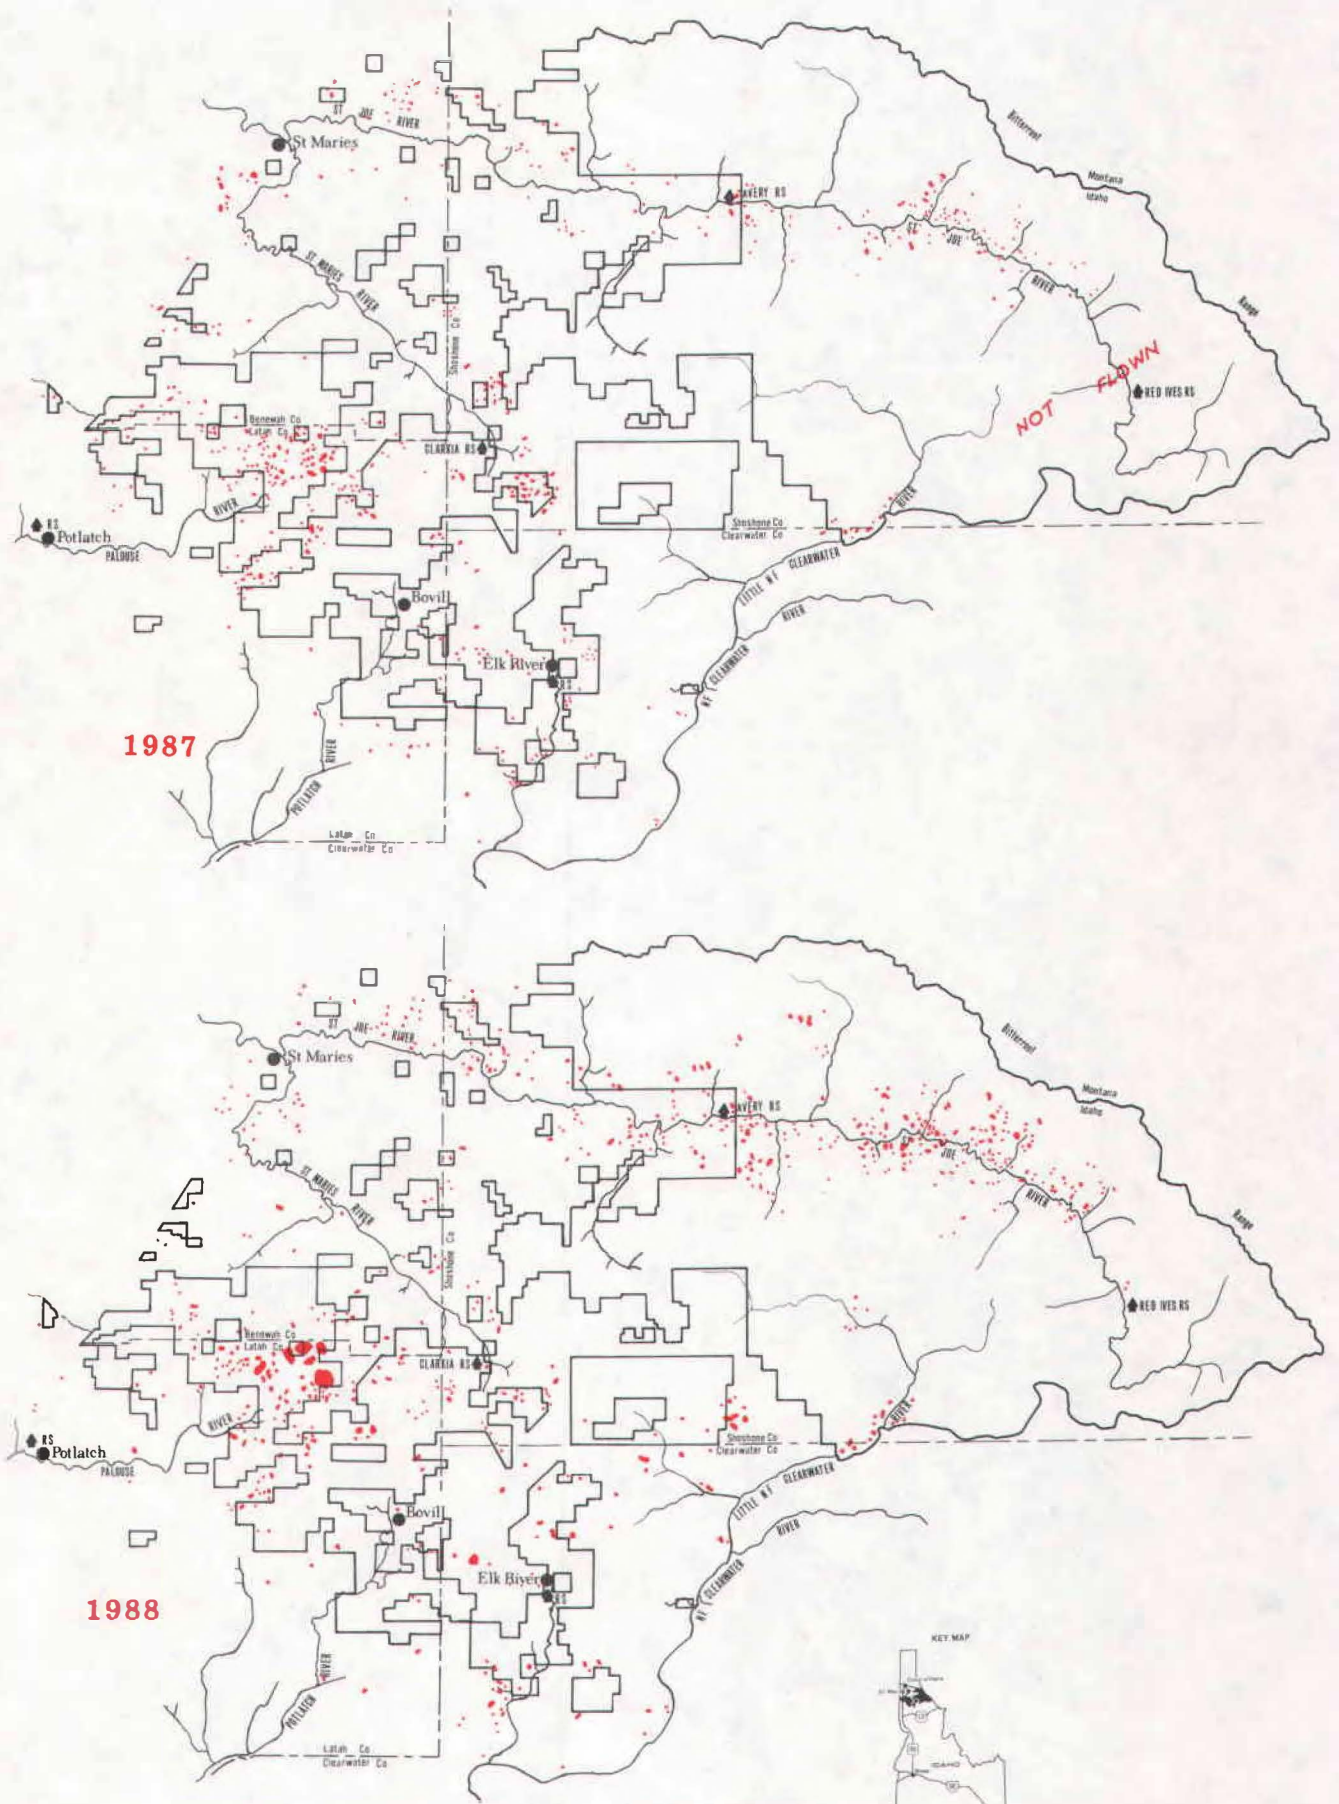 ST JOE RIVER
St Maries
Bitterroot
Montana
Idaho
AVERY RS
ST. JOE
RIVER
ST. MARIES RIVER
Range
Shoshone Co
NOT FLOWN
RED IVES RS
Benewah Co
Latah Co
CLARKIA RS
RIVER
RS
Potlatch
PALOUSE
RIVER
Shoshone Co
Clearwater Co
LITTLE N F CLEARWATER
RIVER
Bovill
Elk River
RS
N F CLEARWATER
1987
RIVER
POTLATCH
Latah Co
Clearwater Co
ST JOE RIVER
St Maries
Bitterroot
Montana
Idaho
AVERY RS
JOE
RIVER
ST. MARIES RIVER
Range
Shoshone Co
RED IVES RS
Benewah Co
Latah Co
CLARKIA RS
RIVER
RS
Potlatch
PALOUSE
RIVER
Shoshone Co
Clearwater Co
LITTLE N F CLEARWATER
RIVER
Bovill
Elk River
RS
N F CLEARWATER
1988
RIVER
POTLATCH
Latah Co
Clearwater Co
KEY MAP
IDAHO